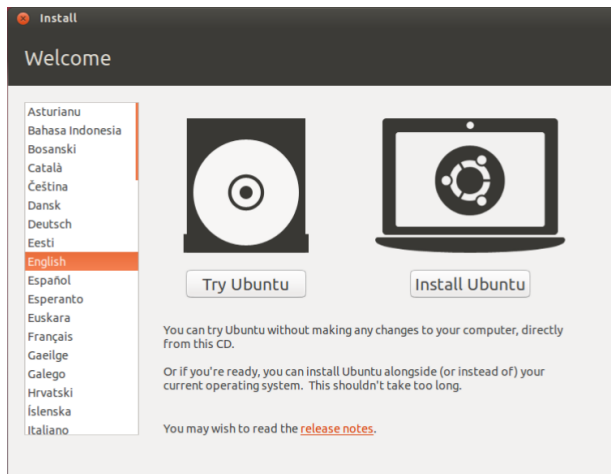 Install
Welcome
Asturianu
Bahasa Indonesia
Bosanski
Català
Čeština
Dansk
Deutsch
Eesti
English
Español
Esperanto
Euskara
Français
Gaeilge
Galego
Hrvatski
Íslenska
Italiano
Try Ubuntu
Install Ubuntu
You can try Ubuntu without making any changes to your computer, directly
from this CD.
Or if you're ready, you can install Ubuntu alongside (or instead of) your
current operating system. This shouldn't take too long.
You may wish to read the release notes.